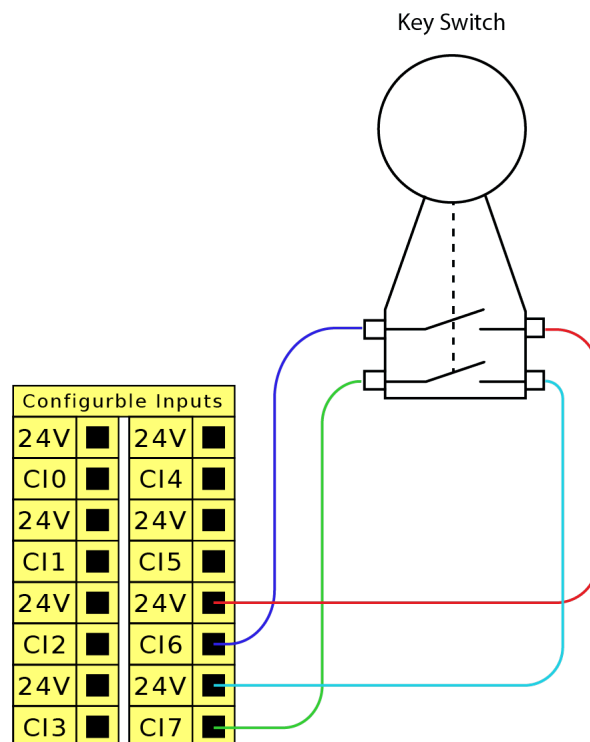 Key Switch
Configurble Inputs
24V 24V
CI0 CI4
24V 24V
CI1 CI5
24V 24V
CI2 CI6
24V 24V
CI3 CI7